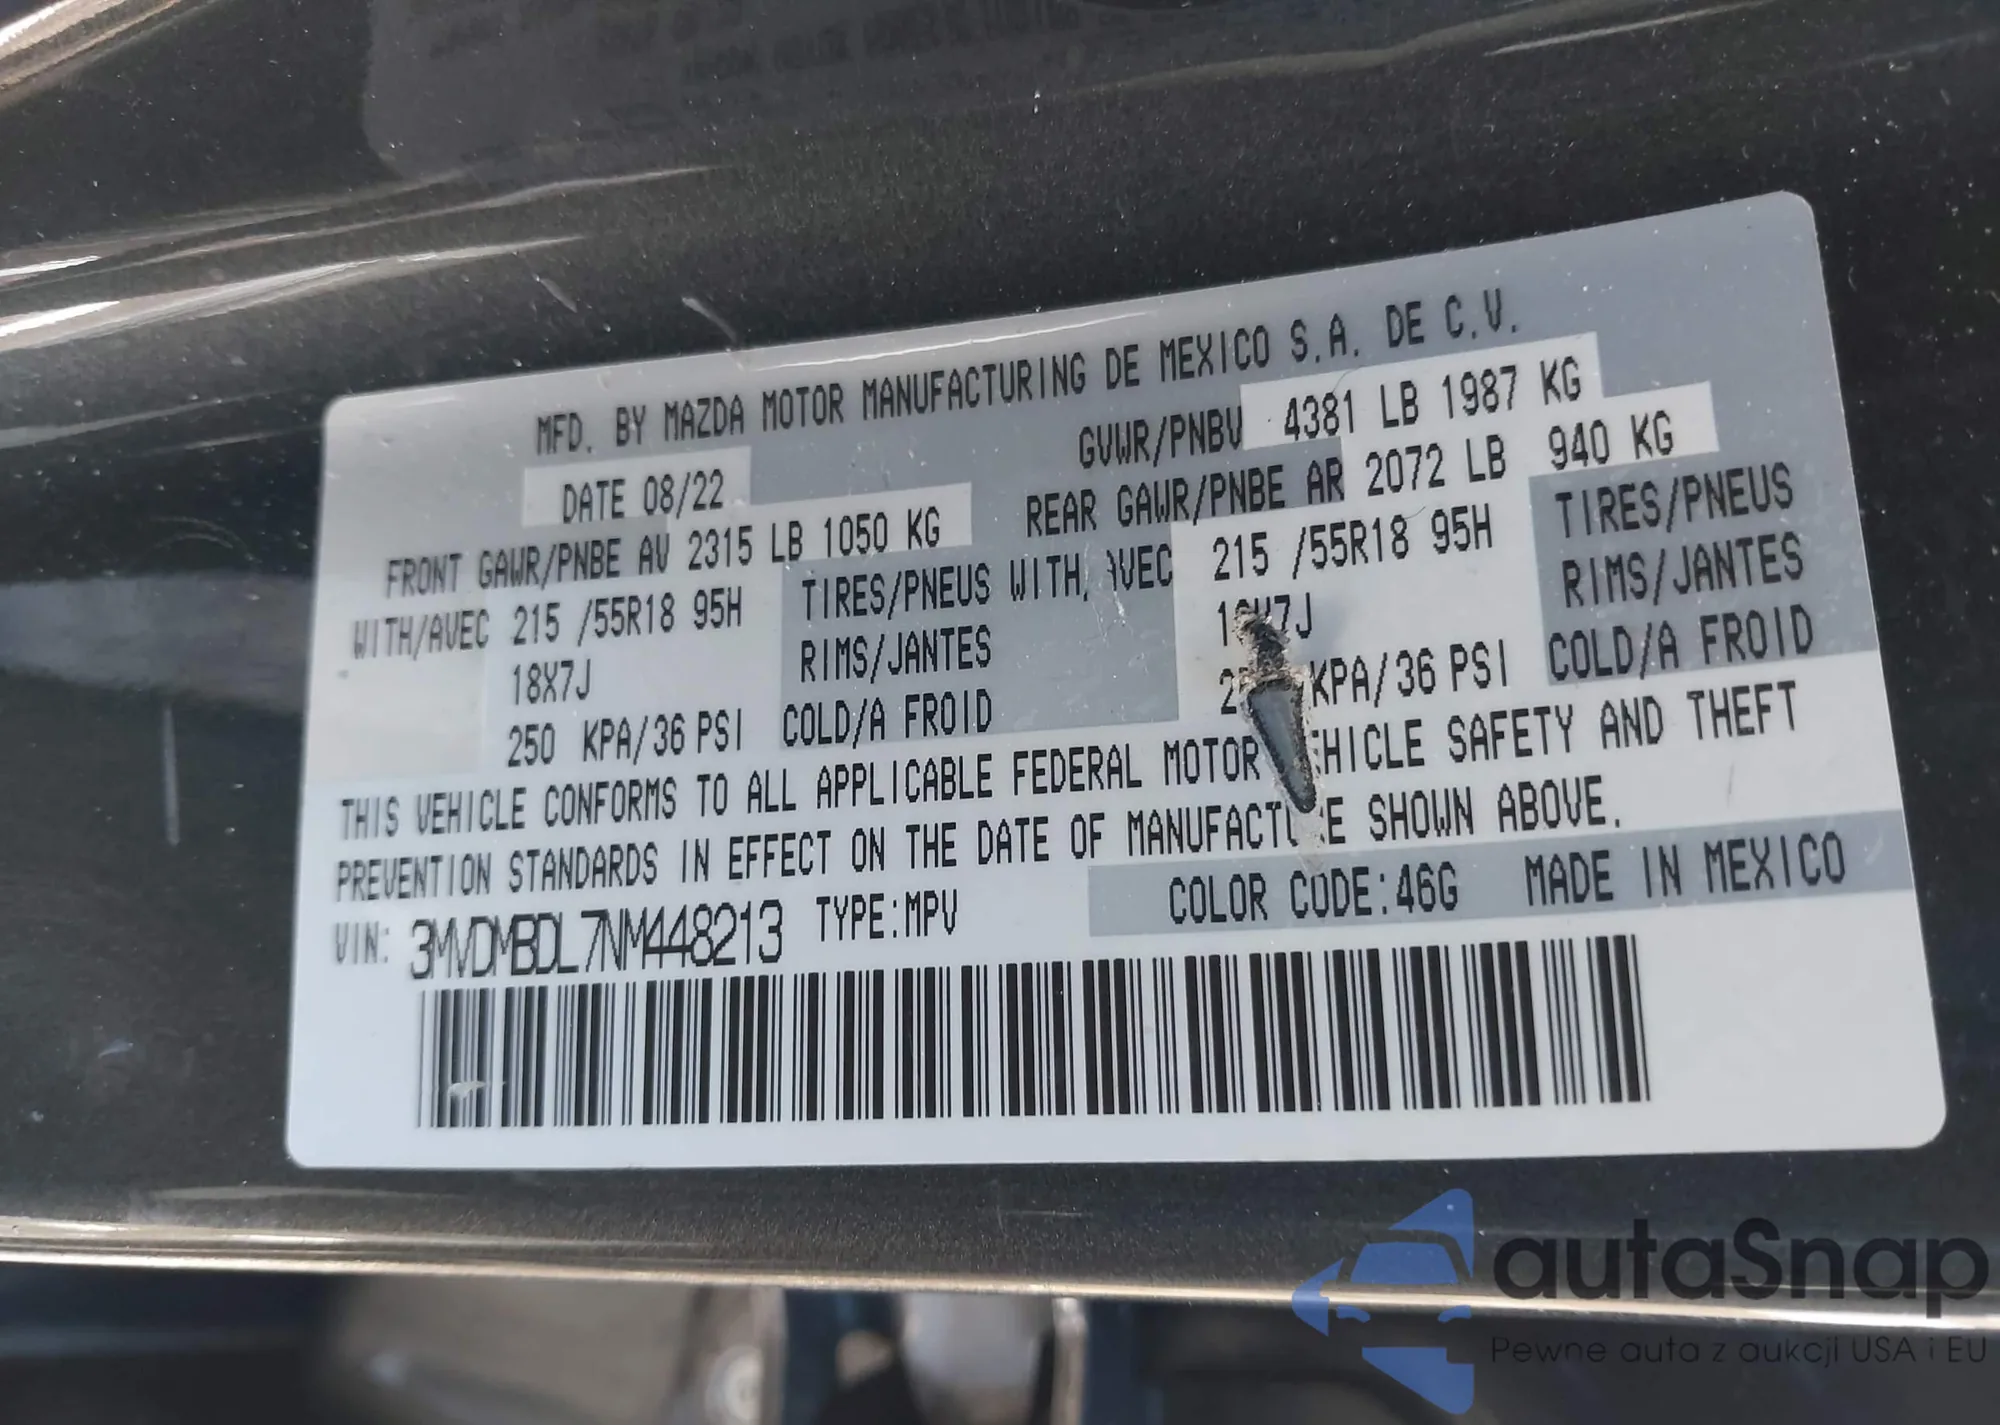 MFD. BY MAZDA MOTOR MANUFACTURING DE MEXICO S.A. DE C.V.
DATE 08/22 GVWR/PNBV 4381 LB 1987 KG
FRONT GAWR/PNBE AV 2315 LB 1050 KG REAR GAWR/PNBE AR 2072 LB 940 KG
WITH/AVEC 215 /55R18 95H TIRES/PNEUS WITH/AVEC 215 /55R18 95H TIRES/PNEUS
18X7J RIMS/JANTES RIMS/JANTES
250 KPA/36 PSI COLD/A FROID KPA/36 PSI COLD/A FROID
THIS VEHICLE CONFORMS TO ALL APPLICABLE FEDERAL MOTOR VEHICLE SAFETY AND THEFT
PREVENTION STANDARDS IN EFFECT ON THE DATE OF MANUFACTURE SHOWN ABOVE.
VIN: 3MVDMBDL7NM448213 TYPE:MPV COLOR CODE:46G MADE IN MEXICO
autaSnap
Pewne auta z aukcji USA i EU